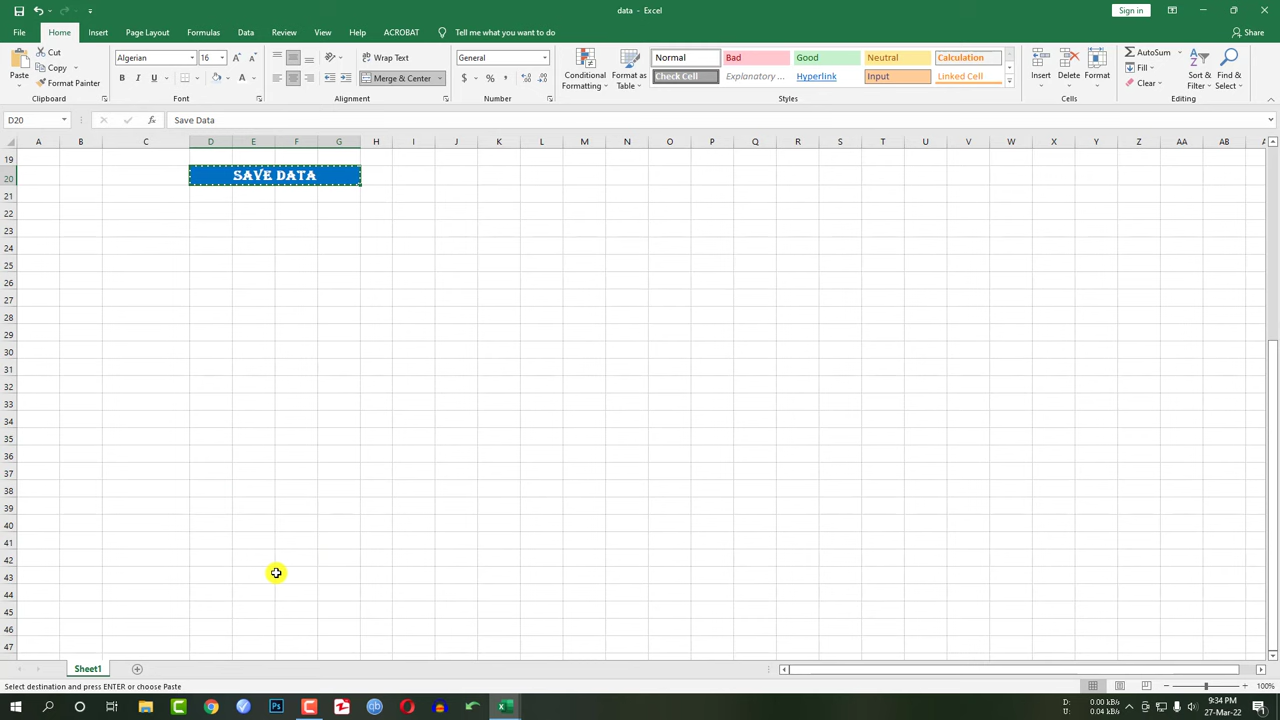 data - Excel
Sign in
File Home Insert Page Layout Formulas Data Review View Help ACROBAT Tell me what you want to do Share
Paste Cut Copy Format Painter Clipboard
Algerian 16 B I U A Font
Wrap Text Merge & Center Alignment
General $ % , Number
Conditional Formatting Format as Table
Normal Bad Good Neutral Calculation
Check Cell Explanatory ... Hyperlink Input Linked Cell
Styles
Insert Delete Format Cells
AutoSum Fill Clear Sort & Filter Find & Select Editing
D20 fx Save Data
A B C D E F G H I J K L M N O P Q R S T U V W X Y Z AA AB
19
20 SAVE DATA
21
22
23
24
25
26
27
28
29
30
31
32
33
34
35
36
37
38
39
40
41
42
43
44
45
46
47
Sheet1
Select destination and press ENTER or choose Paste 100%
D: 0.00 kB/s
U: 0.04 kB/s
9:34 PM
27-Mar-22